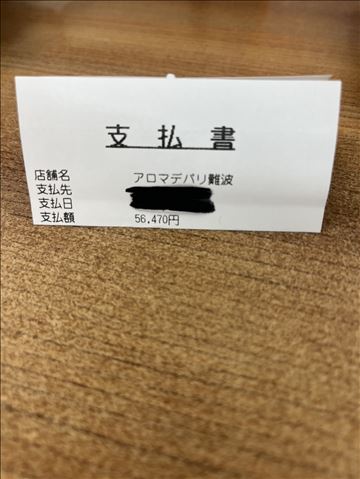 支払書
店舗名 アロマデパリ難波
支払先
支払日
支払額 56,470円